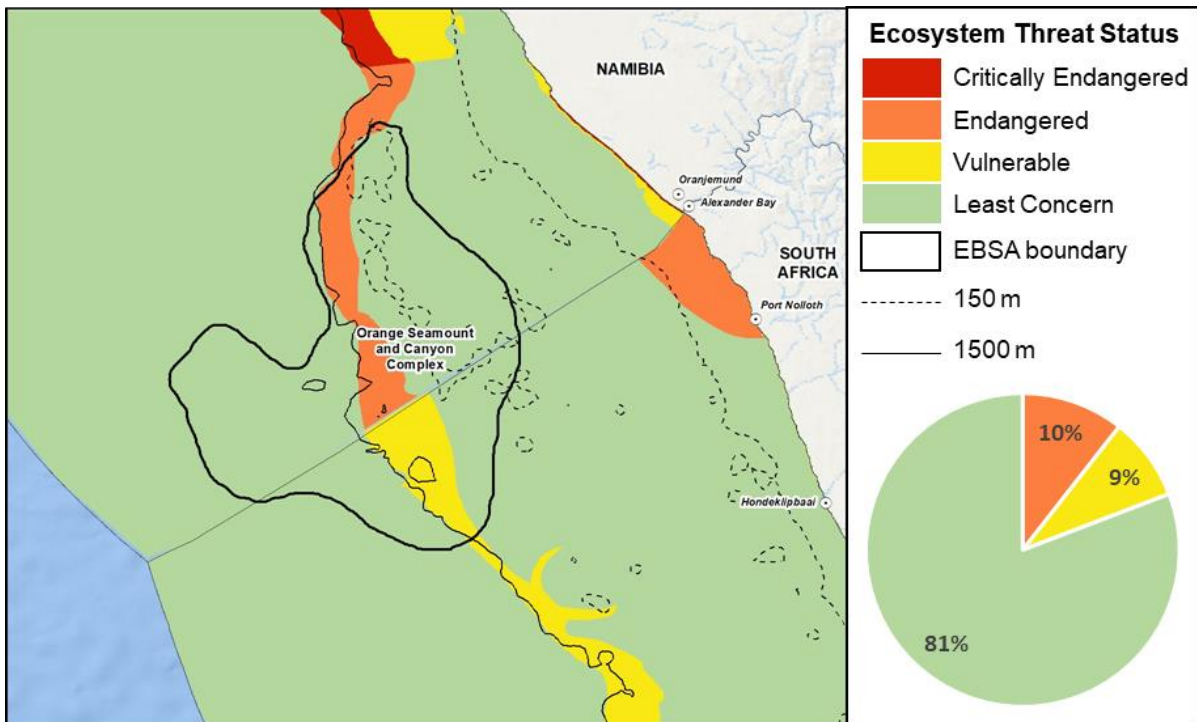 NAMIBIA
Oranjemund
Alexander Bay
SOUTH
AFRICA
Port Nolloth
Orange Seamount
and Canyon
Complex
Hondeklipbaai
Ecosystem Threat Status
Critically Endangered
Endangered
Vulnerable
Least Concern
EBSA boundary
150 m
1500 m
10%
9%
81%